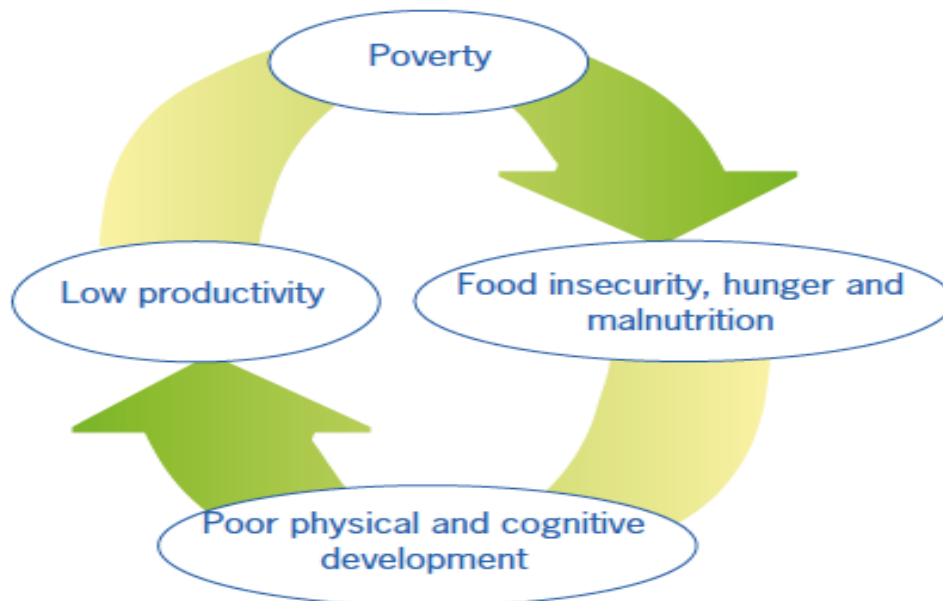 Poverty
Low productivity
Food insecurity, hunger and
malnutrition
Poor physical and cognitive
development